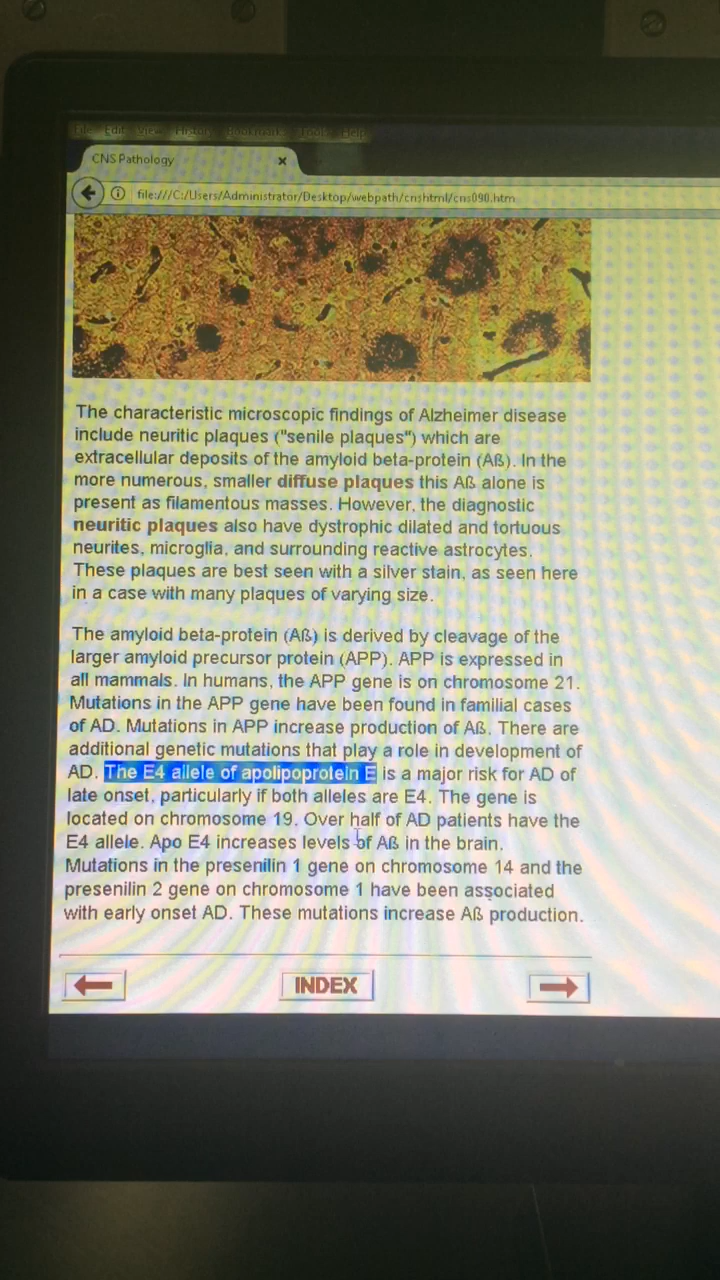 File Edit View History Bookmarks Tools Help
CNS Pathology
file:///C:/Users/Administrator/Desktop/webpath/cnshtml/cns090.htm
The characteristic microscopic findings of Alzheimer disease
include neuritic plaques ("senile plaques") which are
extracellular deposits of the amyloid beta-protein (Aß). In the
more numerous, smaller diffuse plaques this Aß alone is
present as filamentous masses. However, the diagnostic
neuritic plaques also have dystrophic dilated and tortuous
neurites, microglia, and surrounding reactive astrocytes.
These plaques are best seen with a silver stain, as seen here
in a case with many plaques of varying size.
The amyloid beta-protein (Aß) is derived by cleavage of the
larger amyloid precursor protein (APP). APP is expressed in
all mammals. In humans, the APP gene is on chromosome 21.
Mutations in the APP gene have been found in familial cases
of AD. Mutations in APP increase production of Aß. There are
additional genetic mutations that play a role in development of
AD. The E4 allele of apolipoprotein E is a major risk for AD of
late onset, particularly if both alleles are E4. The gene is
located on chromosome 19. Over half of AD patients have the
E4 allele. Apo E4 increases levels of Aß in the brain.
Mutations in the presenilin 1 gene on chromosome 14 and the
presenilin 2 gene on chromosome 1 have been associated
with early onset AD. These mutations increase Aß production.
INDEX